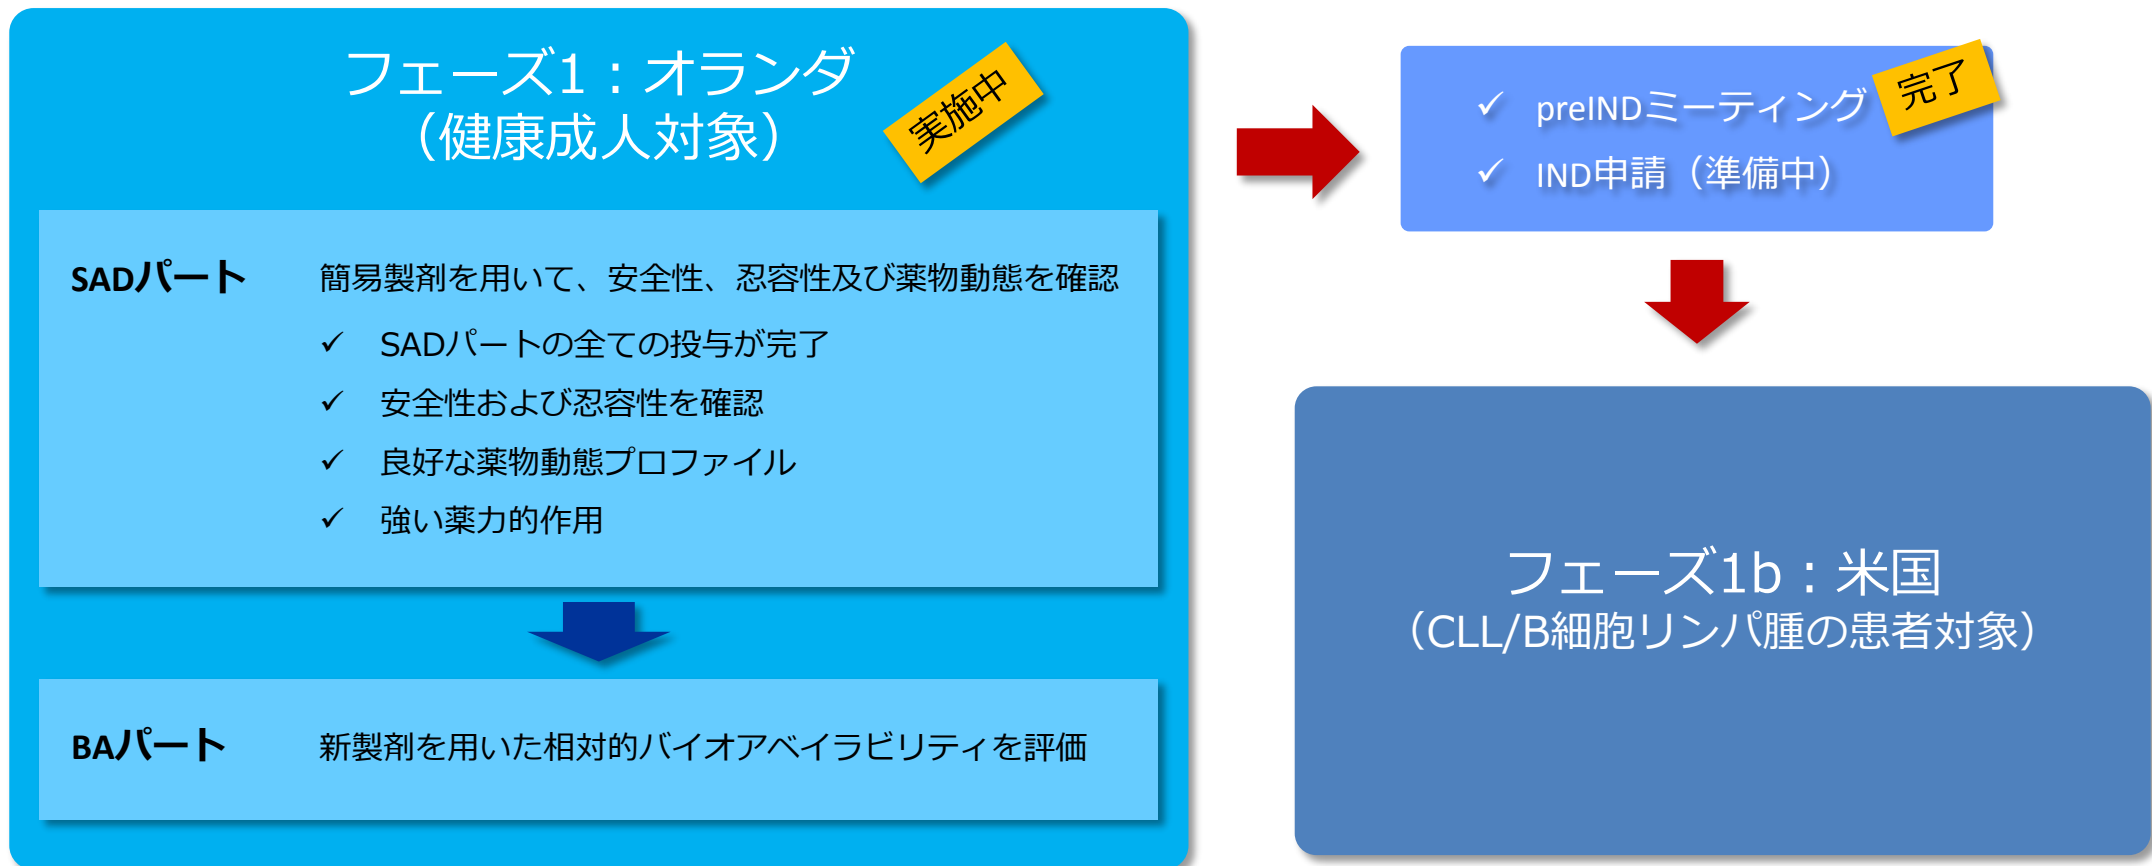 フェーズ1：オランダ
（健康成人対象）
実施中
SADパート 簡易製剤を用いて、安全性、忍容性及び薬物動態を確認
✓ SADパートの全ての投与が完了
✓ 安全性および忍容性を確認
✓ 良好な薬物動態プロファイル
✓ 強い薬力的作用
BAパート 新製剤を用いた相対的バイオアベイラビリティを評価
✓ preINDミーティング
完了
✓ IND申請（準備中）
フェーズ1b：米国
（CLL/B細胞リンパ腫の患者対象）